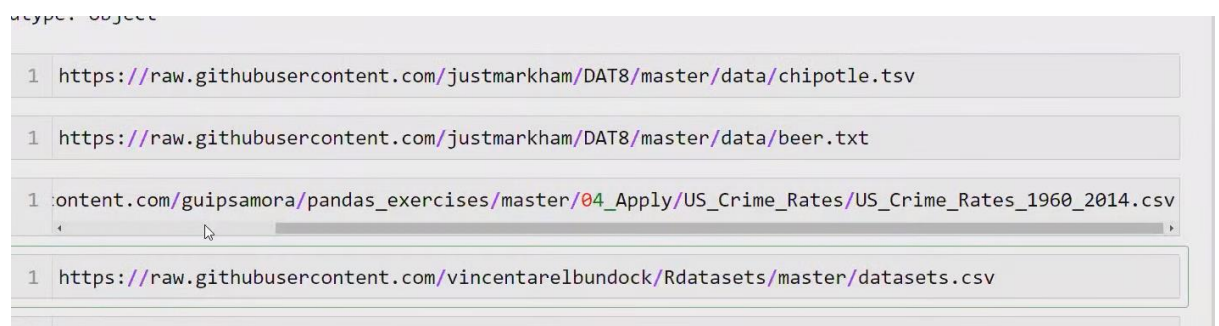 1 https://raw.githubusercontent.com/justmarkham/DAT8/master/data/chipotle.tsv
1 https://raw.githubusercontent.com/justmarkham/DAT8/master/data/beer.txt
1 content.com/guipsamora/pandas_exercises/master/04_Apply/US_Crime_Rates/US_Crime_Rates_1960_2014.csv
1 https://raw.githubusercontent.com/vincentarelbundock/Rdatasets/master/datasets.csv